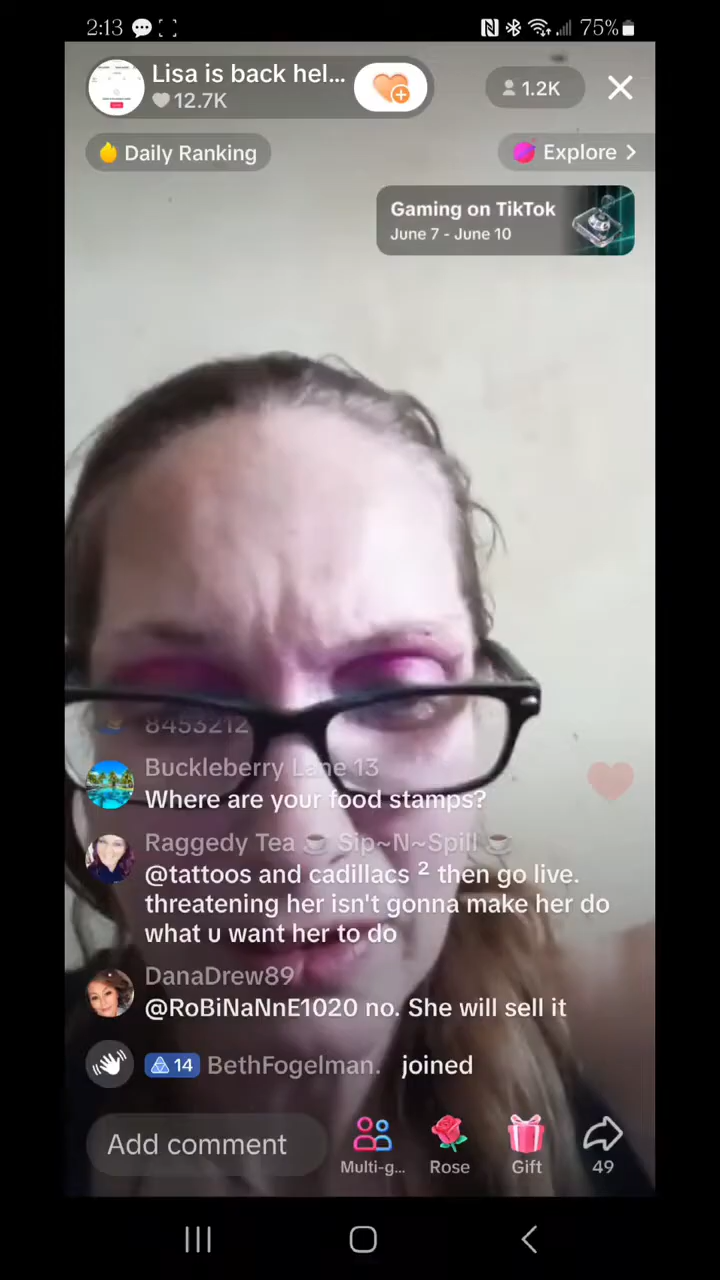 2:13
75%
Lisa is back hel...
12.7K
1.2K
Daily Ranking
Explore >
Gaming on TikTok
June 7 - June 10
8453212
Buckleberry Lane 13
Where are your food stamps?
Raggedy Tea ☕ Sip~N~Spill ☕
@tattoos and cadillacs ² then go live.
threatening her isn't gonna make her do
what u want her to do
DanaDrew89
@RoBiNaNnE1020 no. She will sell it
14 BethFogelman. joined
Add comment
Multi-g...
Rose
Gift
49